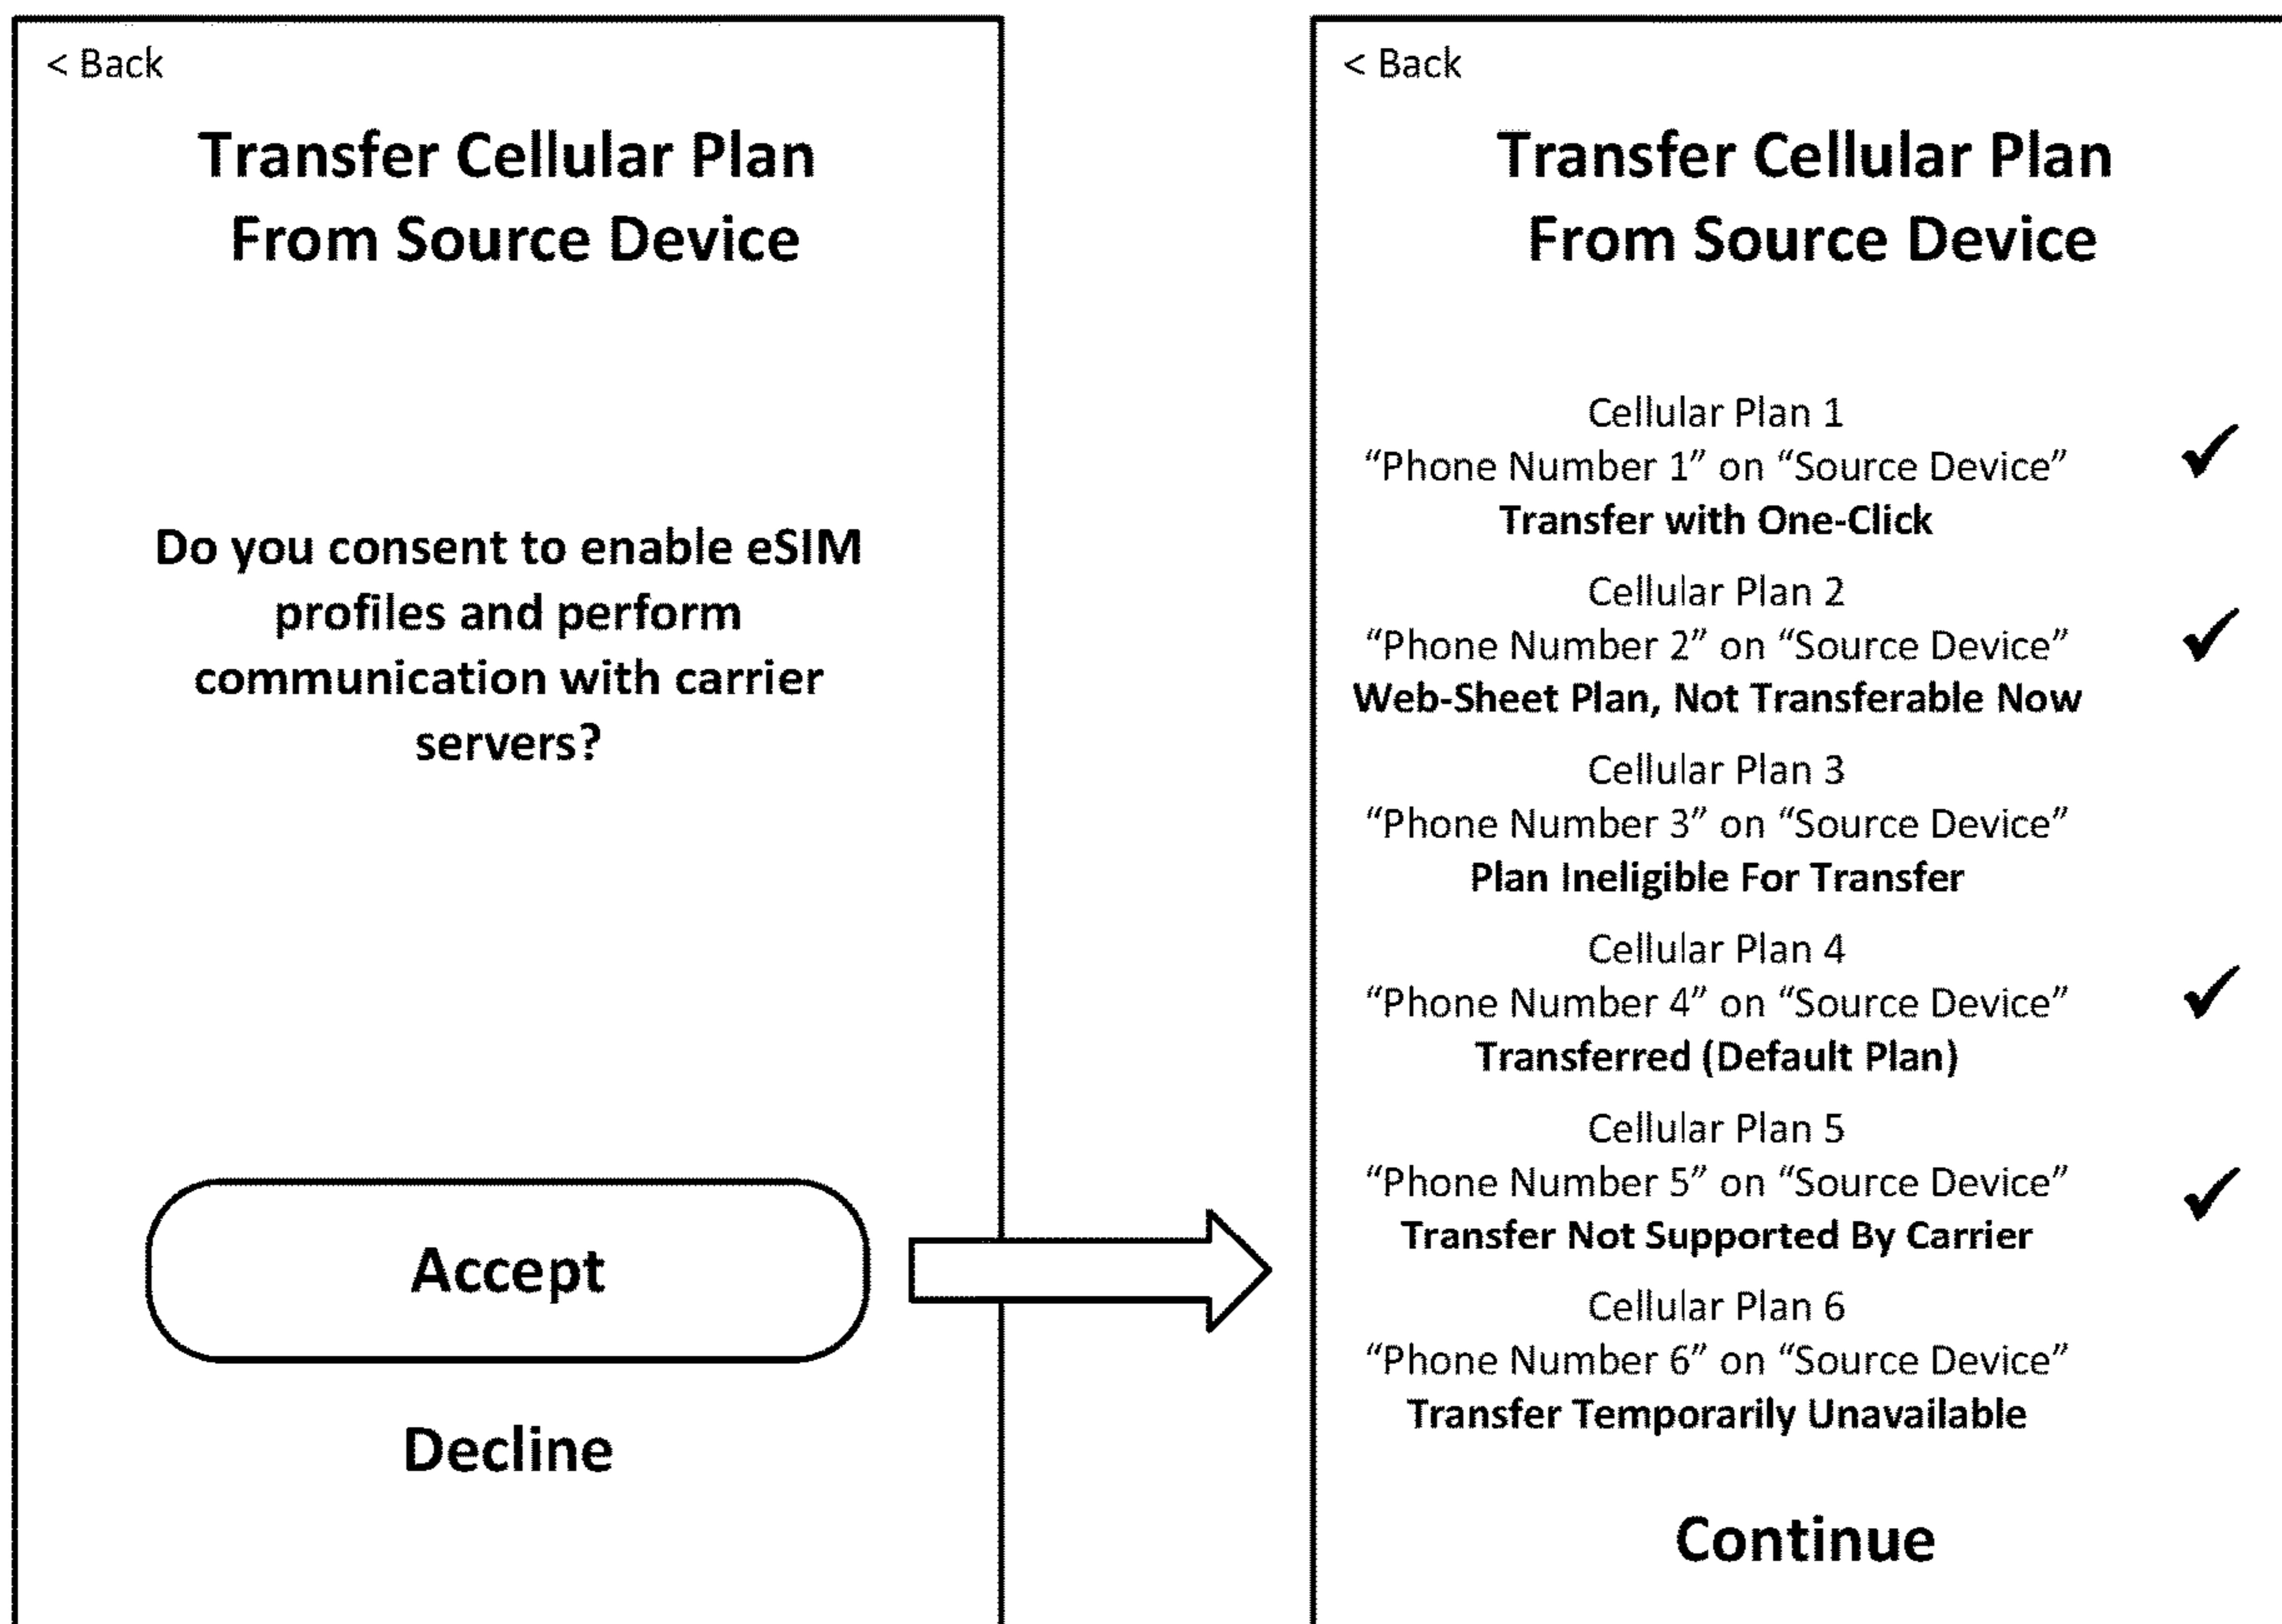 < Back
Transfer Cellular Plan
From Source Device
Do you consent to enable eSIM
profiles and perform
communication with carrier
servers?
Accept
Decline
< Back
Transfer Cellular Plan
From Source Device
Cellular Plan 1
“Phone Number 1” on “Source Device”
Transfer with One-Click
Cellular Plan 2
“Phone Number 2” on “Source Device”
Web-Sheet Plan, Not Transferable Now
Cellular Plan 3
“Phone Number 3” on “Source Device”
Plan Ineligible For Transfer
Cellular Plan 4
“Phone Number 4” on “Source Device”
Transferred (Default Plan)
Cellular Plan 5
“Phone Number 5” on “Source Device”
Transfer Not Supported By Carrier
Cellular Plan 6
“Phone Number 6” on “Source Device”
Transfer Temporarily Unavailable
Continue